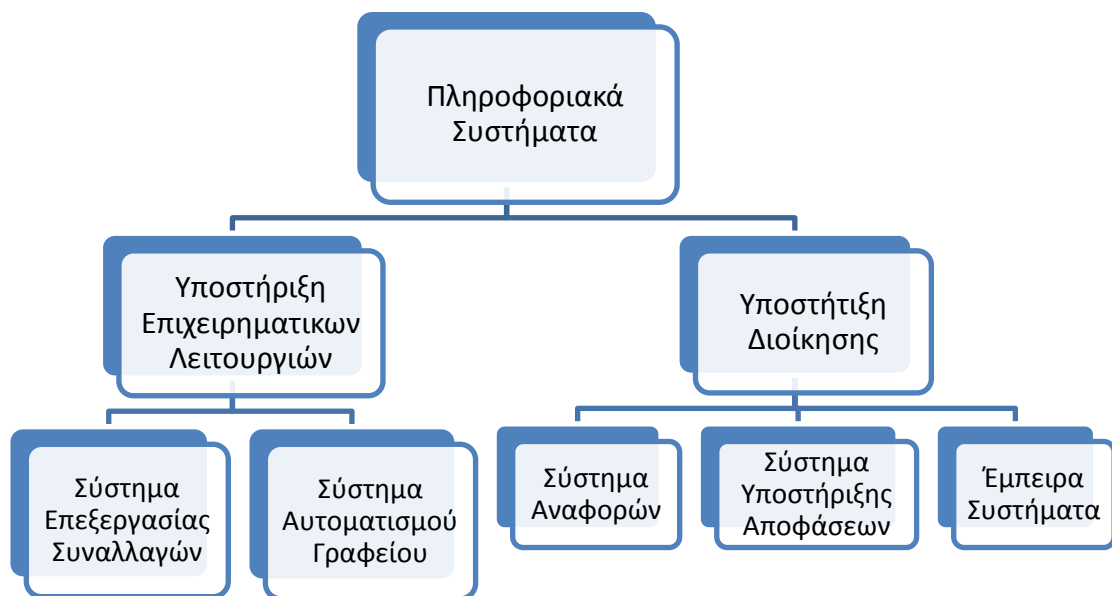 Πληροφοριακά
Συστήματα
Υποστήριξη
Επιχειρηματικων
Λειτουργιών
Υποστήτιξη
Διοίκησης
Σύστημα
Επεξεργασίας
Συναλλαγών
Σύστημα
Αυτοματισμού
Γραφείου
Σύστημα
Αναφορών
Σύστημα
Υποστήριξης
Αποφάσεων
Έμπειρα
Συστήματα